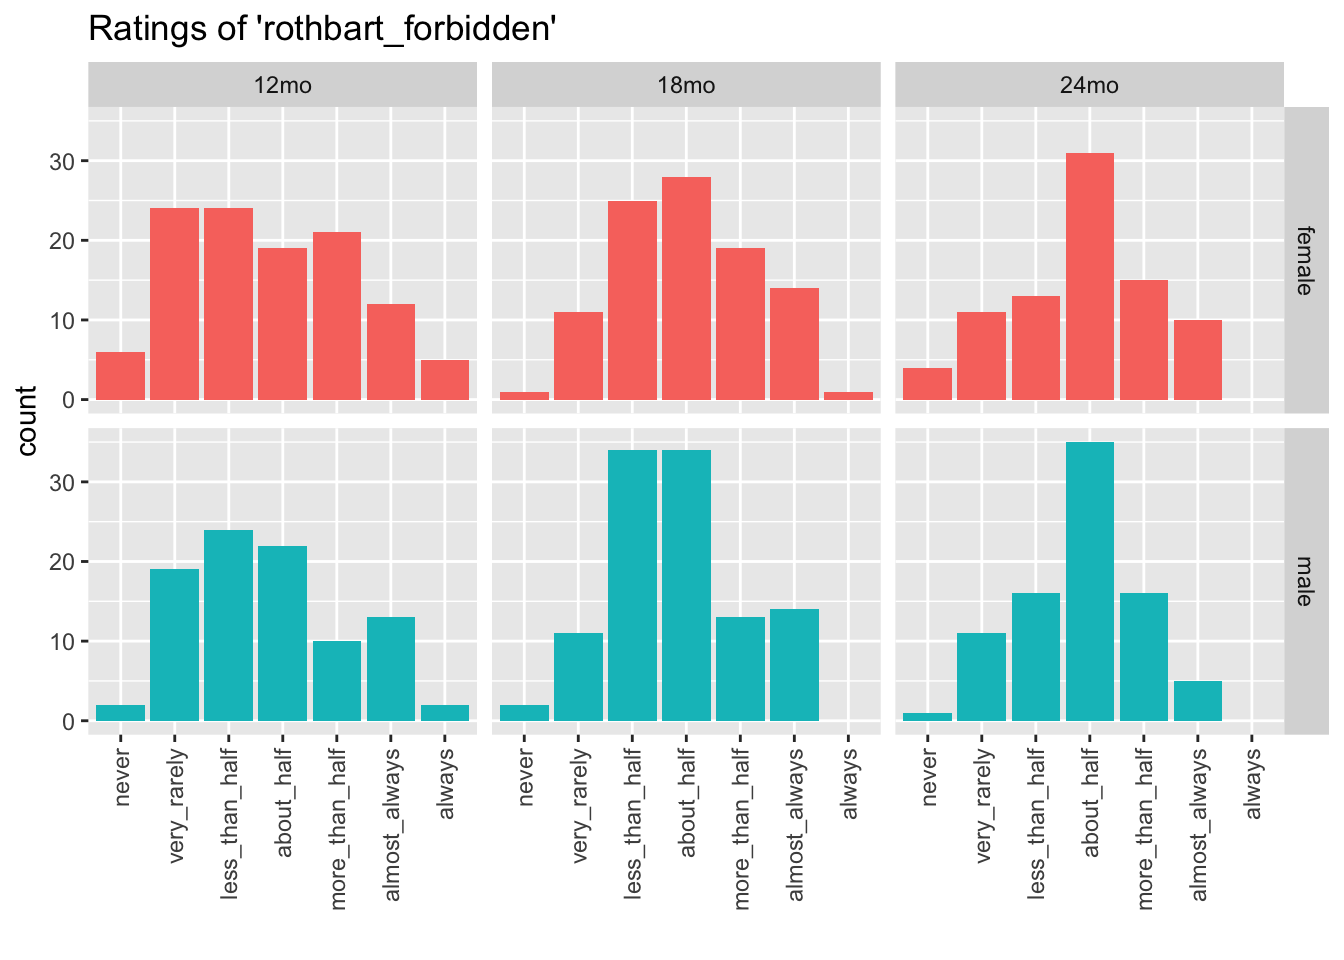 Ratings of 'rothbart_forbidden'
12mo 18mo 24mo
30
20
10
0
female
count
30
20
10
0
male
never very_rarely less_than_half about_half more_than_half almost_always always never very_rarely less_than_half about_half more_than_half almost_always always never very_rarely less_than_half about_half more_than_half almost_always always